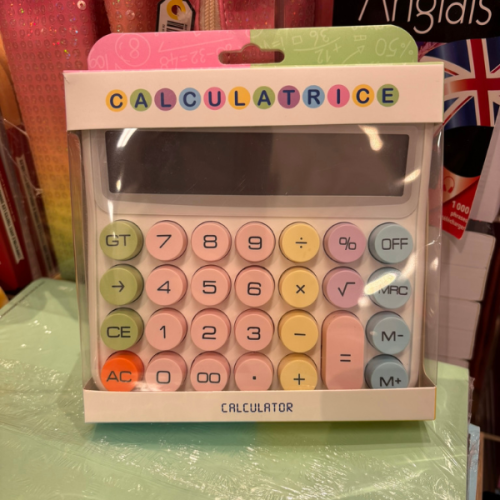 Anglais
CALCULATRICE
1000
GT 7 8 9 ÷ % OFF
→ 4 5 6 × √ MRC
CE 1 2 3 − M-
AC 0 00 . + = M+
CALCULATOR